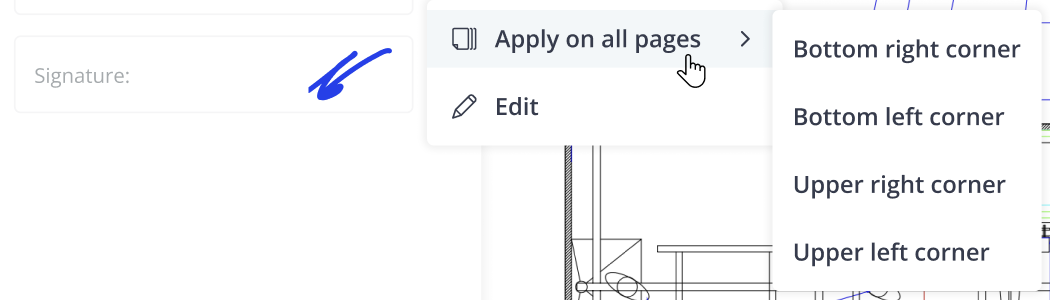 Signature:
Apply on all pages
Edit
Bottom right corner
Bottom left corner
Upper right corner
Upper left corner